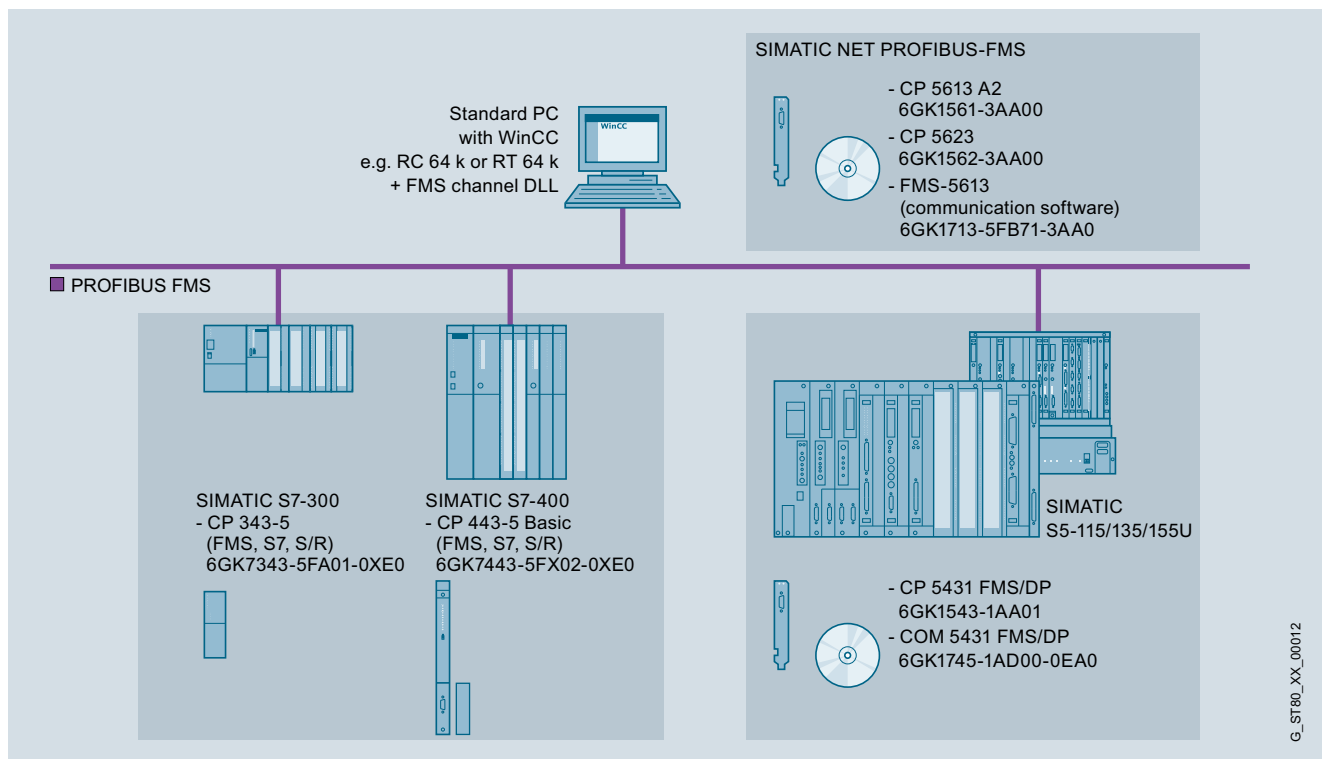 SIMATIC NET PROFIBUS-FMS
- CP 5613 A2
6GK1561-3AA00
- CP 5623
6GK1562-3AA00
- FMS-5613
(communication software)
6GK1713-5FB71-3AA0
Standard PC
with WinCC
e.g. RC 64 k or RT 64 k
+ FMS channel DLL
WinCC
PROFIBUS FMS
SIMATIC S7-300
- CP 343-5
(FMS, S7, S/R)
6GK7343-5FA01-0XE0
SIMATIC S7-400
- CP 443-5 Basic
(FMS, S7, S/R)
6GK7443-5FX02-0XE0
SIMATIC
S5-115/135/155U
- CP 5431 FMS/DP
6GK1543-1AA01
- COM 5431 FMS/DP
6GK1745-1AD00-0EA0
G_ST80_XX_00012